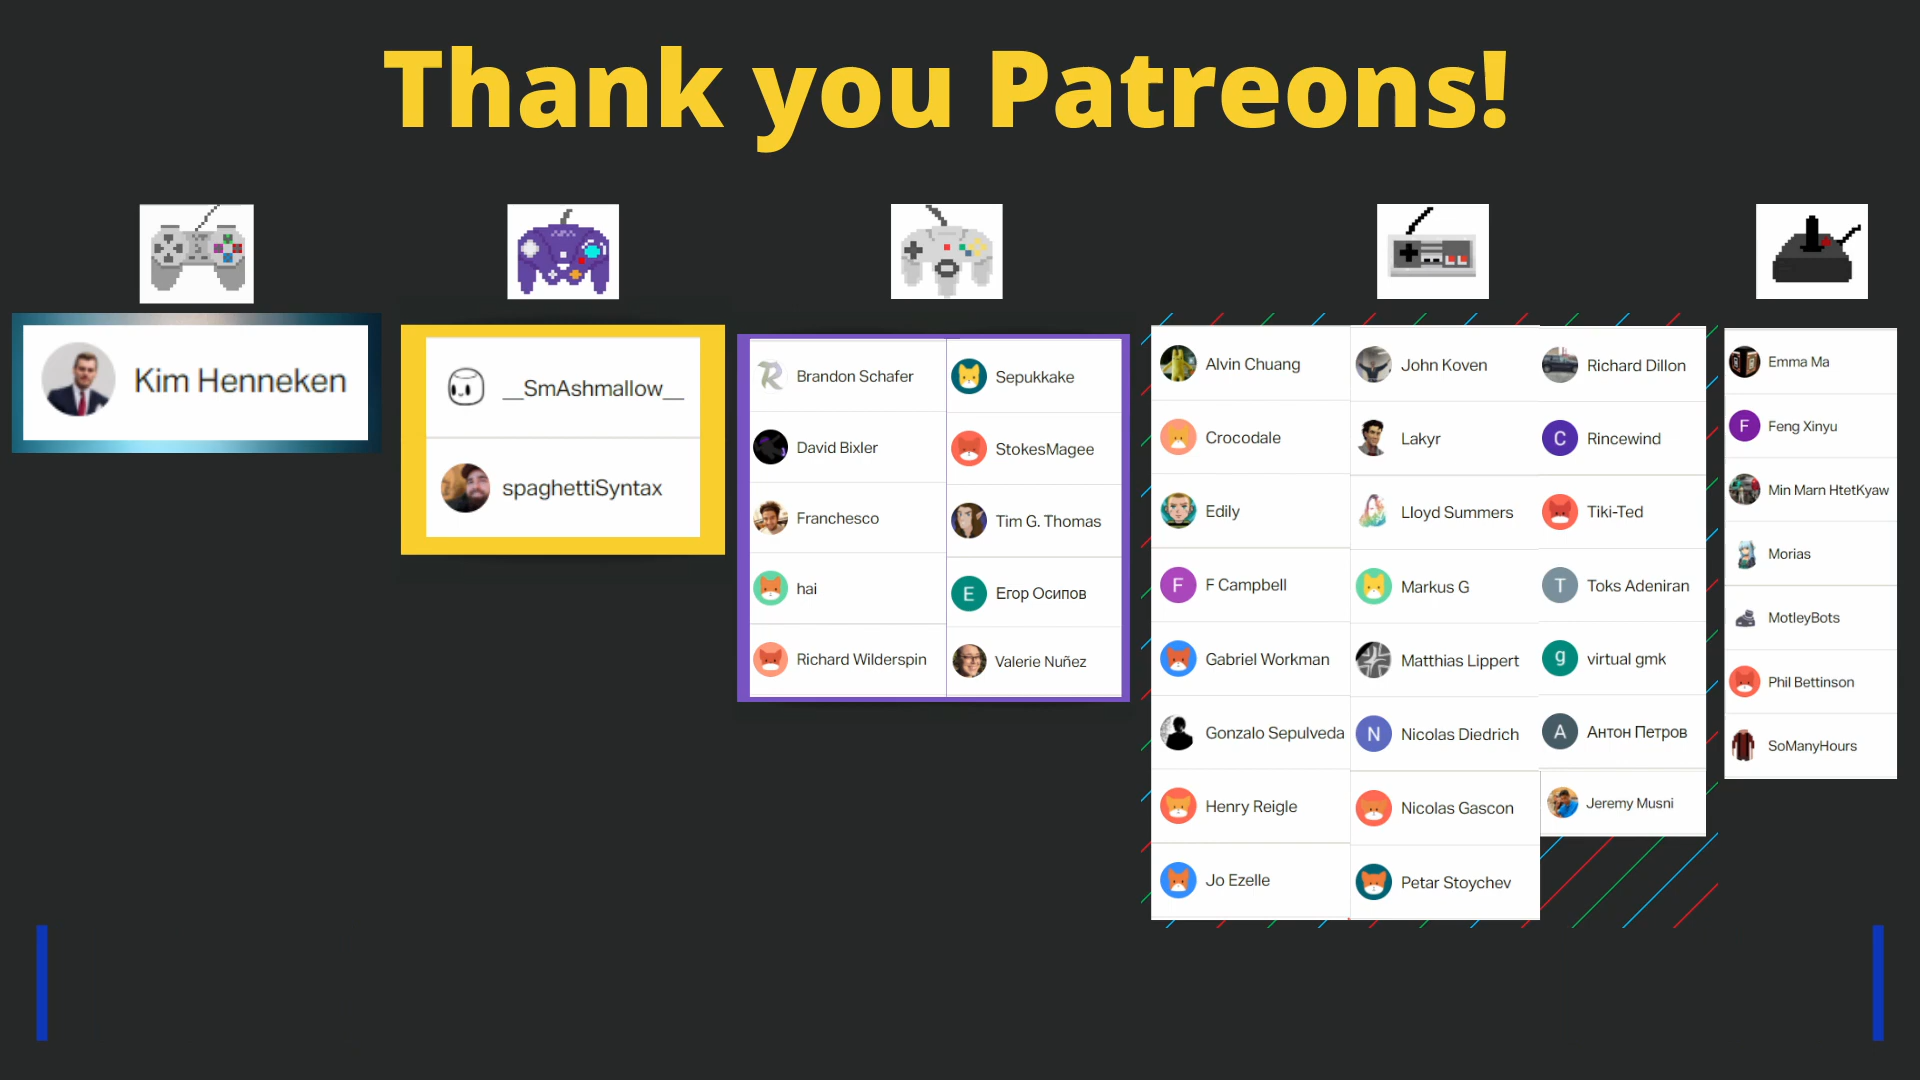 Thank you Patreons!
Kim Henneken
__SmAshmallow__
spaghettiSyntax
Brandon Schafer
David Bixler
Franchesco
hai
Richard Wilderspin
Sepukkake
StokesMagee
Tim G. Thomas
E
Егор Осипов
Valerie Nuñez
Alvin Chuang
Crocodale
Edily
F
F Campbell
Gabriel Workman
Gonzalo Sepulveda
Henry Reigle
Jo Ezelle
John Koven
Lakyr
Lloyd Summers
Markus G
Matthias Lippert
N
Nicolas Diedrich
Nicolas Gascon
Petar Stoychev
Richard Dillon
C
Rincewind
Tiki-Ted
T
Toks Adeniran
g
virtual gmk
A
Антон Петров
Jeremy Musni
Emma Ma
F
Feng Xinyu
Min Marn HtetKyaw
Morias
MotleyBots
Phil Bettinson
SoManyHours